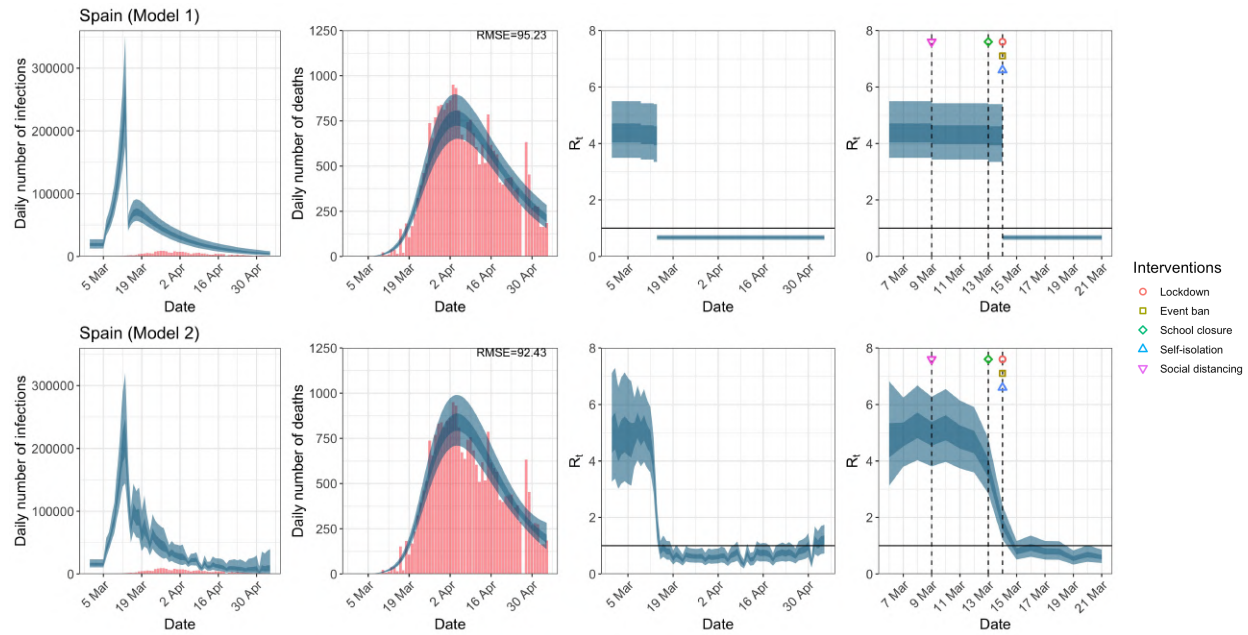 Spain (Model 1)
Daily number of infections
300000
200000
100000
0
5 Mar
19 Mar
2 Apr
16 Apr
30 Apr
Date
RMSE=95.23
Daily number of deaths
1250
1000
750
500
250
0
5 Mar
19 Mar
2 Apr
16 Apr
30 Apr
Date
Rt
8
6
4
2
0
5 Mar
19 Mar
2 Apr
16 Apr
30 Apr
Date
Rt
8
6
4
2
0
7 Mar
9 Mar
11 Mar
13 Mar
15 Mar
17 Mar
19 Mar
21 Mar
Date
Interventions
Lockdown
Event ban
School closure
Self-isolation
Social distancing
Spain (Model 2)
Daily number of infections
300000
200000
100000
0
5 Mar
19 Mar
2 Apr
16 Apr
30 Apr
Date
RMSE=92.43
Daily number of deaths
1250
1000
750
500
250
0
5 Mar
19 Mar
2 Apr
16 Apr
30 Apr
Date
Rt
8
6
4
2
0
5 Mar
19 Mar
2 Apr
16 Apr
30 Apr
Date
Rt
8
6
4
2
0
7 Mar
9 Mar
11 Mar
13 Mar
15 Mar
17 Mar
19 Mar
21 Mar
Date